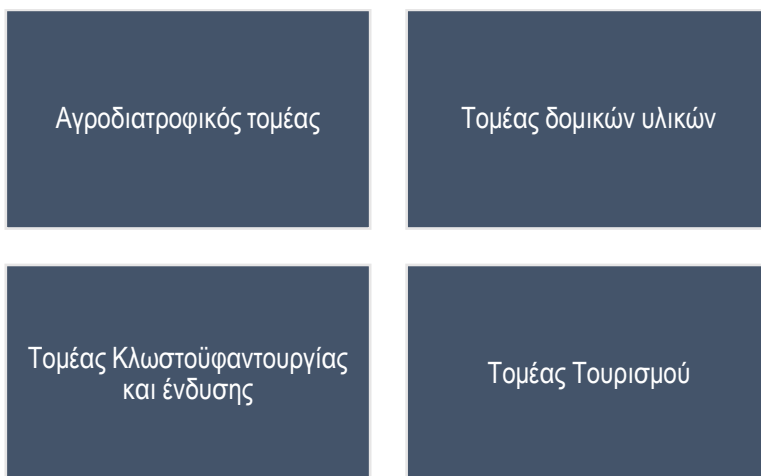 Αγροδιατροφικός τομέας
Τομέας δομικών υλικών
Τομέας Κλωστοϋφαντουργίας
και ένδυσης
Τομέας Τουρισμού